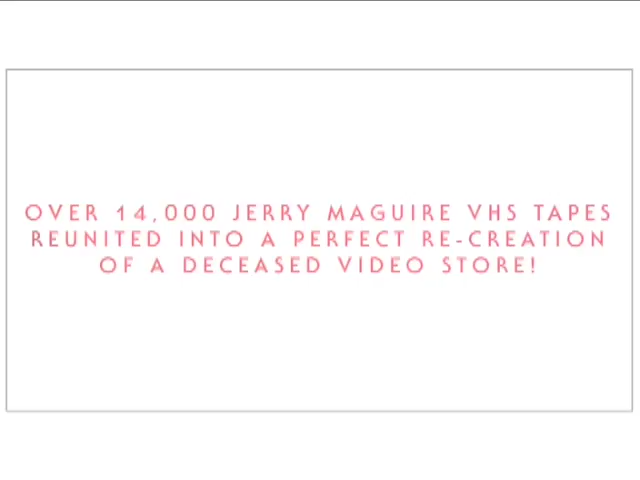 OVER 14,000 JERRY MAGUIRE VHS TAPES
REUNITED INTO A PERFECT RE-CREATION
OF A DECEASED VIDEO STORE!